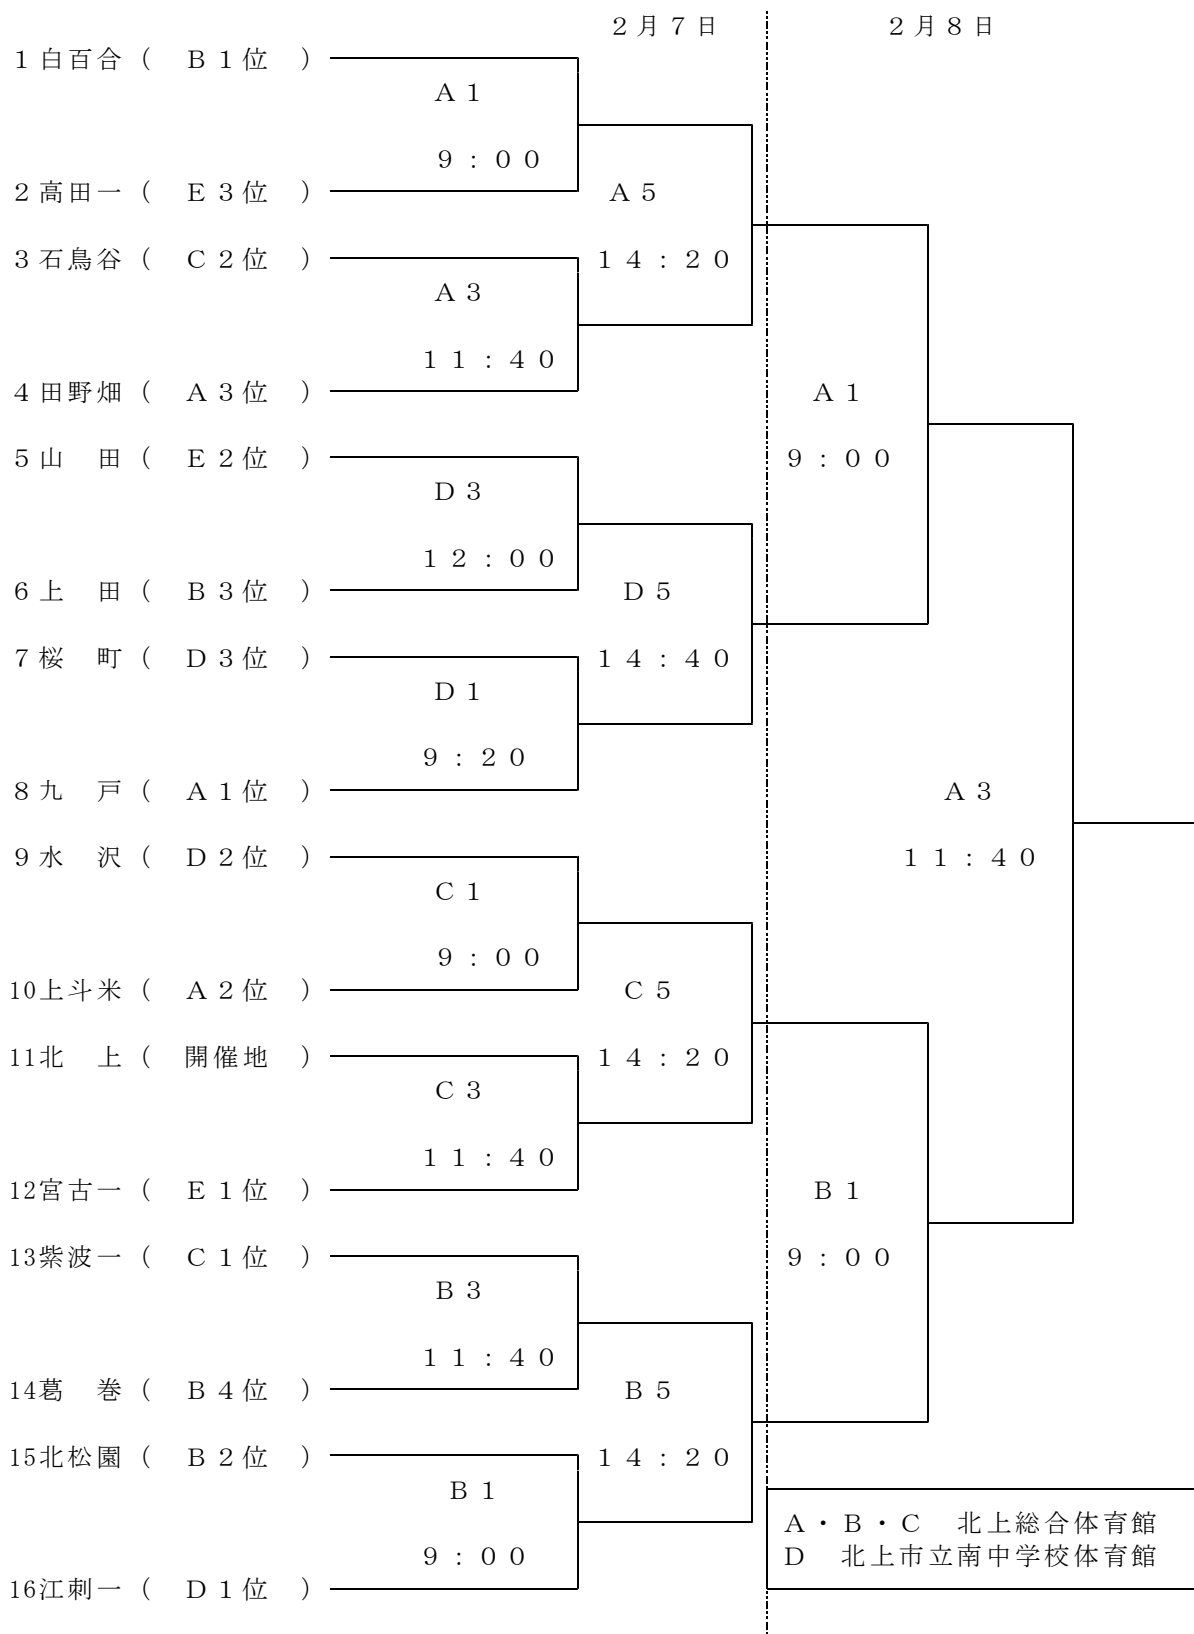 ２月７日　２月８日
1 白百合（　Ｂ１位　）
Ａ１
９：００
2 高田一（　Ｅ３位　）　Ａ５
3 石鳥谷（　Ｃ２位　）　１４：２０
Ａ３
１１：４０
4 田野畑（　Ａ３位　）　Ａ１
5 山　田（　Ｅ２位　）　９：００
Ｄ３
１２：００
6 上　田（　Ｂ３位　）　Ｄ５
7 桜　町（　Ｄ３位　）　１４：４０
Ｄ１
９：２０
8 九　戸（　Ａ１位　）　Ａ３
9 水　沢（　Ｄ２位　）　１１：４０
Ｃ１
９：００
10上斗米（　Ａ２位　）　Ｃ５
11北　上（　開催地　）　１４：２０
Ｃ３
１１：４０
12宮古一（　Ｅ１位　）　Ｂ１
13紫波一（　Ｃ１位　）　９：００
Ｂ３
１１：４０
14葛　巻（　Ｂ４位　）　Ｂ５
15北松園（　Ｂ２位　）　１４：２０
Ｂ１
９：００
16江刺一（　Ｄ１位　）
Ａ・Ｂ・Ｃ　北上総合体育館
Ｄ　北上市立南中学校体育館